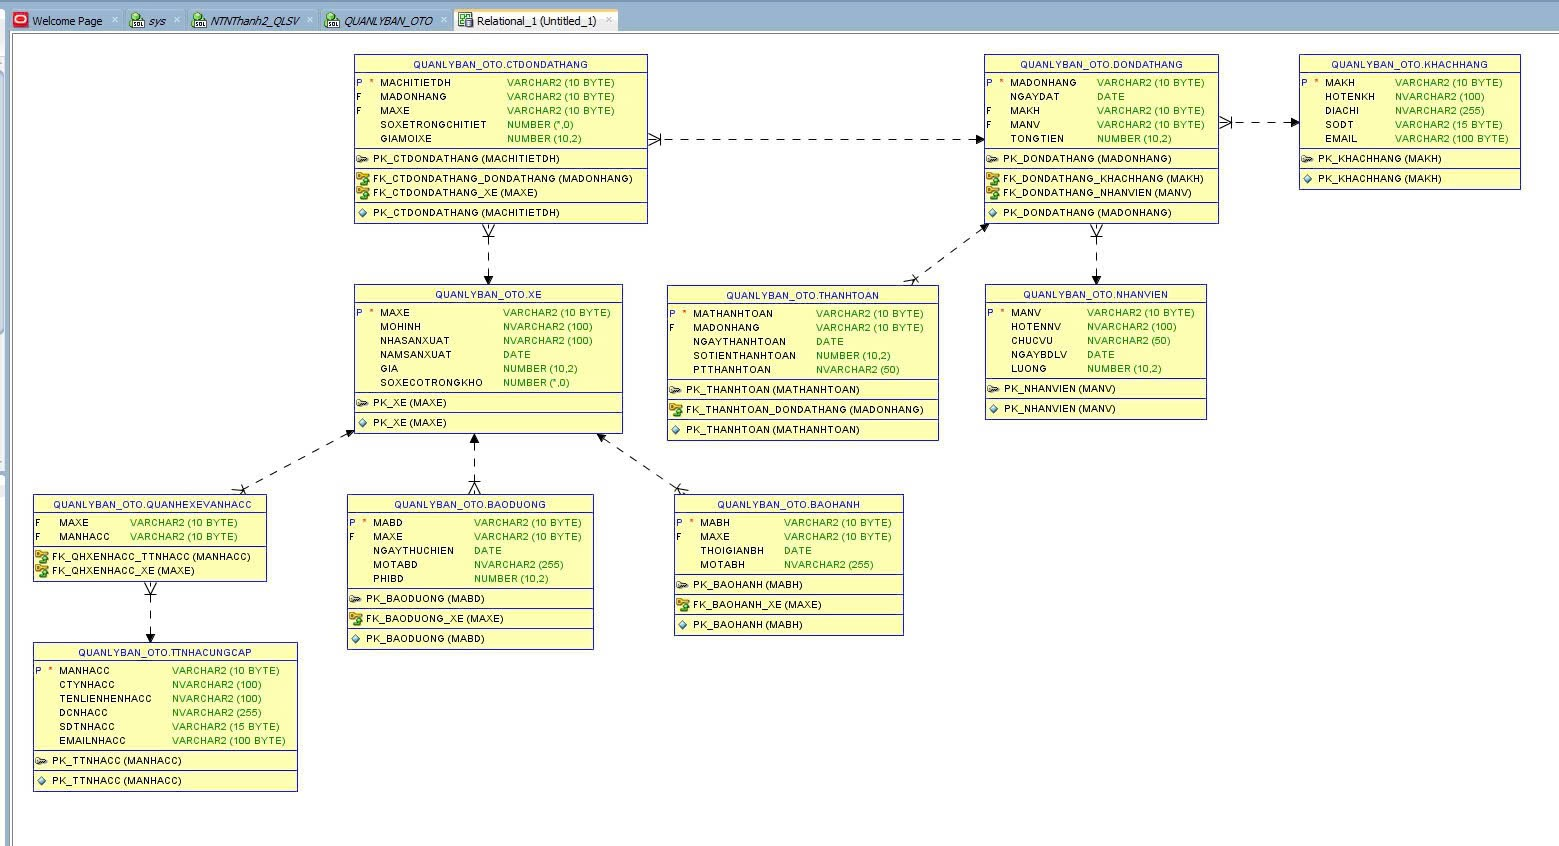 Welcome Page
sys
NTNThanh2_QLSV
QUANLYBAN_OTO
Relational_1 (Untitled_1)
QUANLYBAN_OTO.CTDONDATHANG
P * MACHITIETDH VARCHAR2 (10 BYTE)
F MADONHANG VARCHAR2 (10 BYTE)
F MAXE VARCHAR2 (10 BYTE)
SOXETRONGCHITIET NUMBER (*,0)
GIAMOIXE NUMBER (10,2)
PK_CTDONDATHANG (MACHITIETDH)
FK_CTDONDATHANG_DONDATHANG (MADONHANG)
FK_CTDONDATHANG_XE (MAXE)
PK_CTDONDATHANG (MACHITIETDH)
QUANLYBAN_OTO.DONDATHANG
P * MADONHANG VARCHAR2 (10 BYTE)
NGAYDAT DATE
F MAKH VARCHAR2 (10 BYTE)
F MANV VARCHAR2 (10 BYTE)
TONGTIEN NUMBER (10,2)
PK_DONDATHANG (MADONHANG)
FK_DONDATHANG_KHACHHANG (MAKH)
FK_DONDATHANG_NHANVIEN (MANV)
PK_DONDATHANG (MADONHANG)
QUANLYBAN_OTO.KHACHHANG
P * MAKH VARCHAR2 (10 BYTE)
HOTENKH NVARCHAR2 (100)
DIACHI NVARCHAR2 (255)
SODT VARCHAR2 (15 BYTE)
EMAIL VARCHAR2 (100 BYTE)
PK_KHACHHANG (MAKH)
PK_KHACHHANG (MAKH)
QUANLYBAN_OTO.XE
P * MAXE VARCHAR2 (10 BYTE)
MOHINH NVARCHAR2 (100)
NHASANXUAT NVARCHAR2 (100)
NAMSANXUAT DATE
GIA NUMBER (10,2)
SOXECOTRONGKHO NUMBER (*,0)
PK_XE (MAXE)
PK_XE (MAXE)
QUANLYBAN_OTO.THANHTOAN
P * MATHANHTOAN VARCHAR2 (10 BYTE)
F MADONHANG VARCHAR2 (10 BYTE)
NGAYTHANHTOAN DATE
SOTIENTHANHTOAN NUMBER (10,2)
PTTHANHTOAN NVARCHAR2 (50)
PK_THANHTOAN (MATHANHTOAN)
FK_THANHTOAN_DONDATHANG (MADONHANG)
PK_THANHTOAN (MATHANHTOAN)
QUANLYBAN_OTO.NHANVIEN
P * MANV VARCHAR2 (10 BYTE)
HOTENNV NVARCHAR2 (100)
CHUCVU NVARCHAR2 (50)
NGAYBDLV DATE
LUONG NUMBER (10,2)
PK_NHANVIEN (MANV)
PK_NHANVIEN (MANV)
QUANLYBAN_OTO.QUANHEXEVANHACC
F MAXE VARCHAR2 (10 BYTE)
F MANHACC VARCHAR2 (10 BYTE)
FK_QHXENHACC_TTNHACC (MANHACC)
FK_QHXENHACC_XE (MAXE)
QUANLYBAN_OTO.BAODUONG
P * MABD VARCHAR2 (10 BYTE)
F MAXE VARCHAR2 (10 BYTE)
NGAYTHUCHIEN DATE
MOTABD NVARCHAR2 (255)
PHIBD NUMBER (10,2)
PK_BAODUONG (MABD)
FK_BAODUONG_XE (MAXE)
PK_BAODUONG (MABD)
QUANLYBAN_OTO.BAOHANH
P * MABH VARCHAR2 (10 BYTE)
F MAXE VARCHAR2 (10 BYTE)
THOIGIANBH DATE
MOTABH NVARCHAR2 (255)
PK_BAOHANH (MABH)
FK_BAOHANH_XE (MAXE)
PK_BAOHANH (MABH)
QUANLYBAN_OTO.TTNHACUNGCAP
P * MANHACC VARCHAR2 (10 BYTE)
CTYNHACC NVARCHAR2 (100)
TENLIENHENHACC NVARCHAR2 (100)
DCNHACC NVARCHAR2 (255)
SDTNHACC VARCHAR2 (15 BYTE)
EMAILNHACC VARCHAR2 (100 BYTE)
PK_TTNHACC (MANHACC)
PK_TTNHACC (MANHACC)